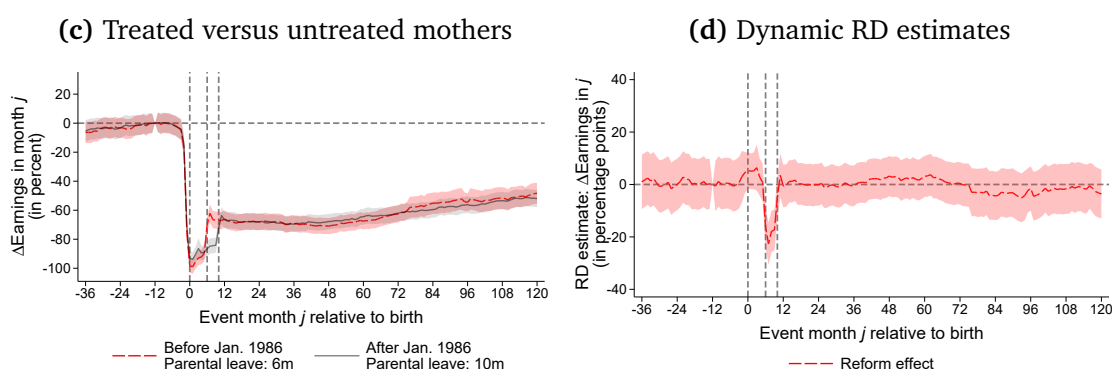 (c) Treated versus untreated mothers
ΔEarnings in month j
(in percent)
20
0
-20
-40
-60
-80
-100
-36 -24 -12 0 12 24 36 48 60 72 84 96 108 120
Event month j relative to birth
Before Jan. 1986
Parental leave: 6m
After Jan. 1986
Parental leave: 10m
(d) Dynamic RD estimates
RD estimate: ΔEarnings in j
(in percentage points)
40
20
0
-20
-40
-36 -24 -12 0 12 24 36 48 60 72 84 96 108 120
Event month j relative to birth
Reform effect